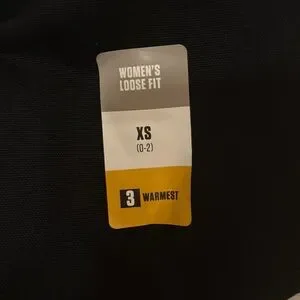 WOMEN'S
LOOSE FIT
XS
(0-2)
3 WARMEST